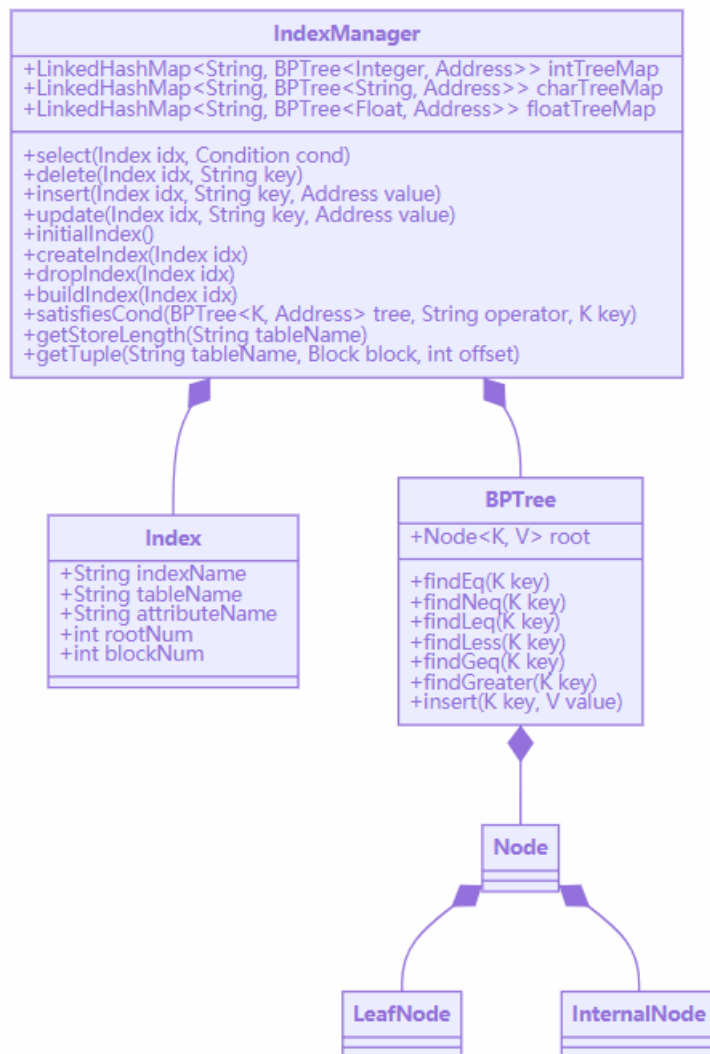 IndexManager
+LinkedHashMap<String, BPTree<Integer, Address>> intTreeMap
+LinkedHashMap<String, BPTree<String, Address>> charTreeMap
+LinkedHashMap<String, BPTree<Float, Address>> floatTreeMap
+select(Index idx, Condition cond)
+delete(Index idx, String key)
+insert(Index idx, String key, Address value)
+update(Index idx, String key, Address value)
+initialIndex()
+createIndex(Index idx)
+dropIndex(Index idx)
+buildIndex(Index idx)
+satisfiesCond(BPTree<K, Address> tree, String operator, K key)
+getStoreLength(String tableName)
+getTuple(String tableName, Block block, int offset)
Index
+String indexName
+String tableName
+String attributeName
+int rootNum
+int blockNum
BPTree
+Node<K, V> root
+findEq(K key)
+findNeq(K key)
+findLeq(K key)
+findLess(K key)
+findGeq(K key)
+findGreater(K key)
+insert(K key, V value)
Node
LeafNode
InternalNode